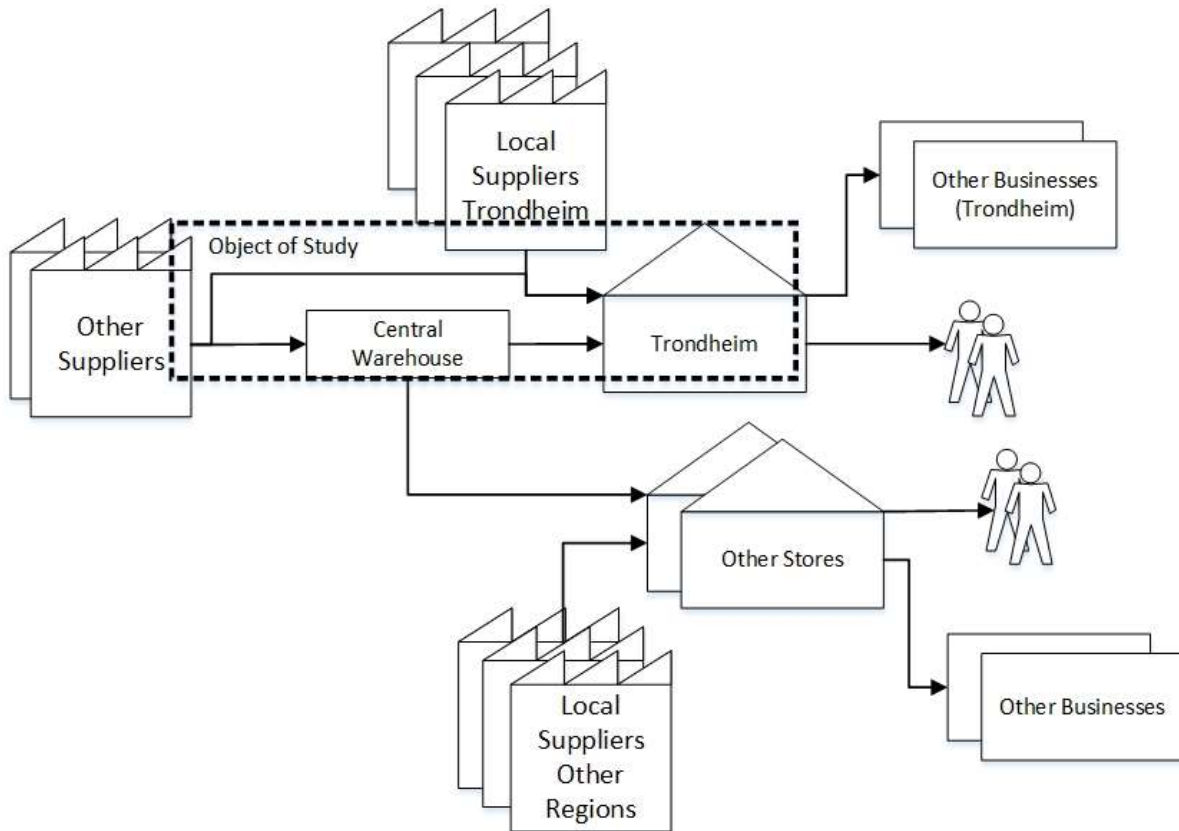 Local
Suppliers
Trondheim
Other Businesses
(Trondheim)
Object of Study
Other
Suppliers
Central
Warehouse
Trondheim
Other Stores
Local
Suppliers
Other
Regions
Other Businesses